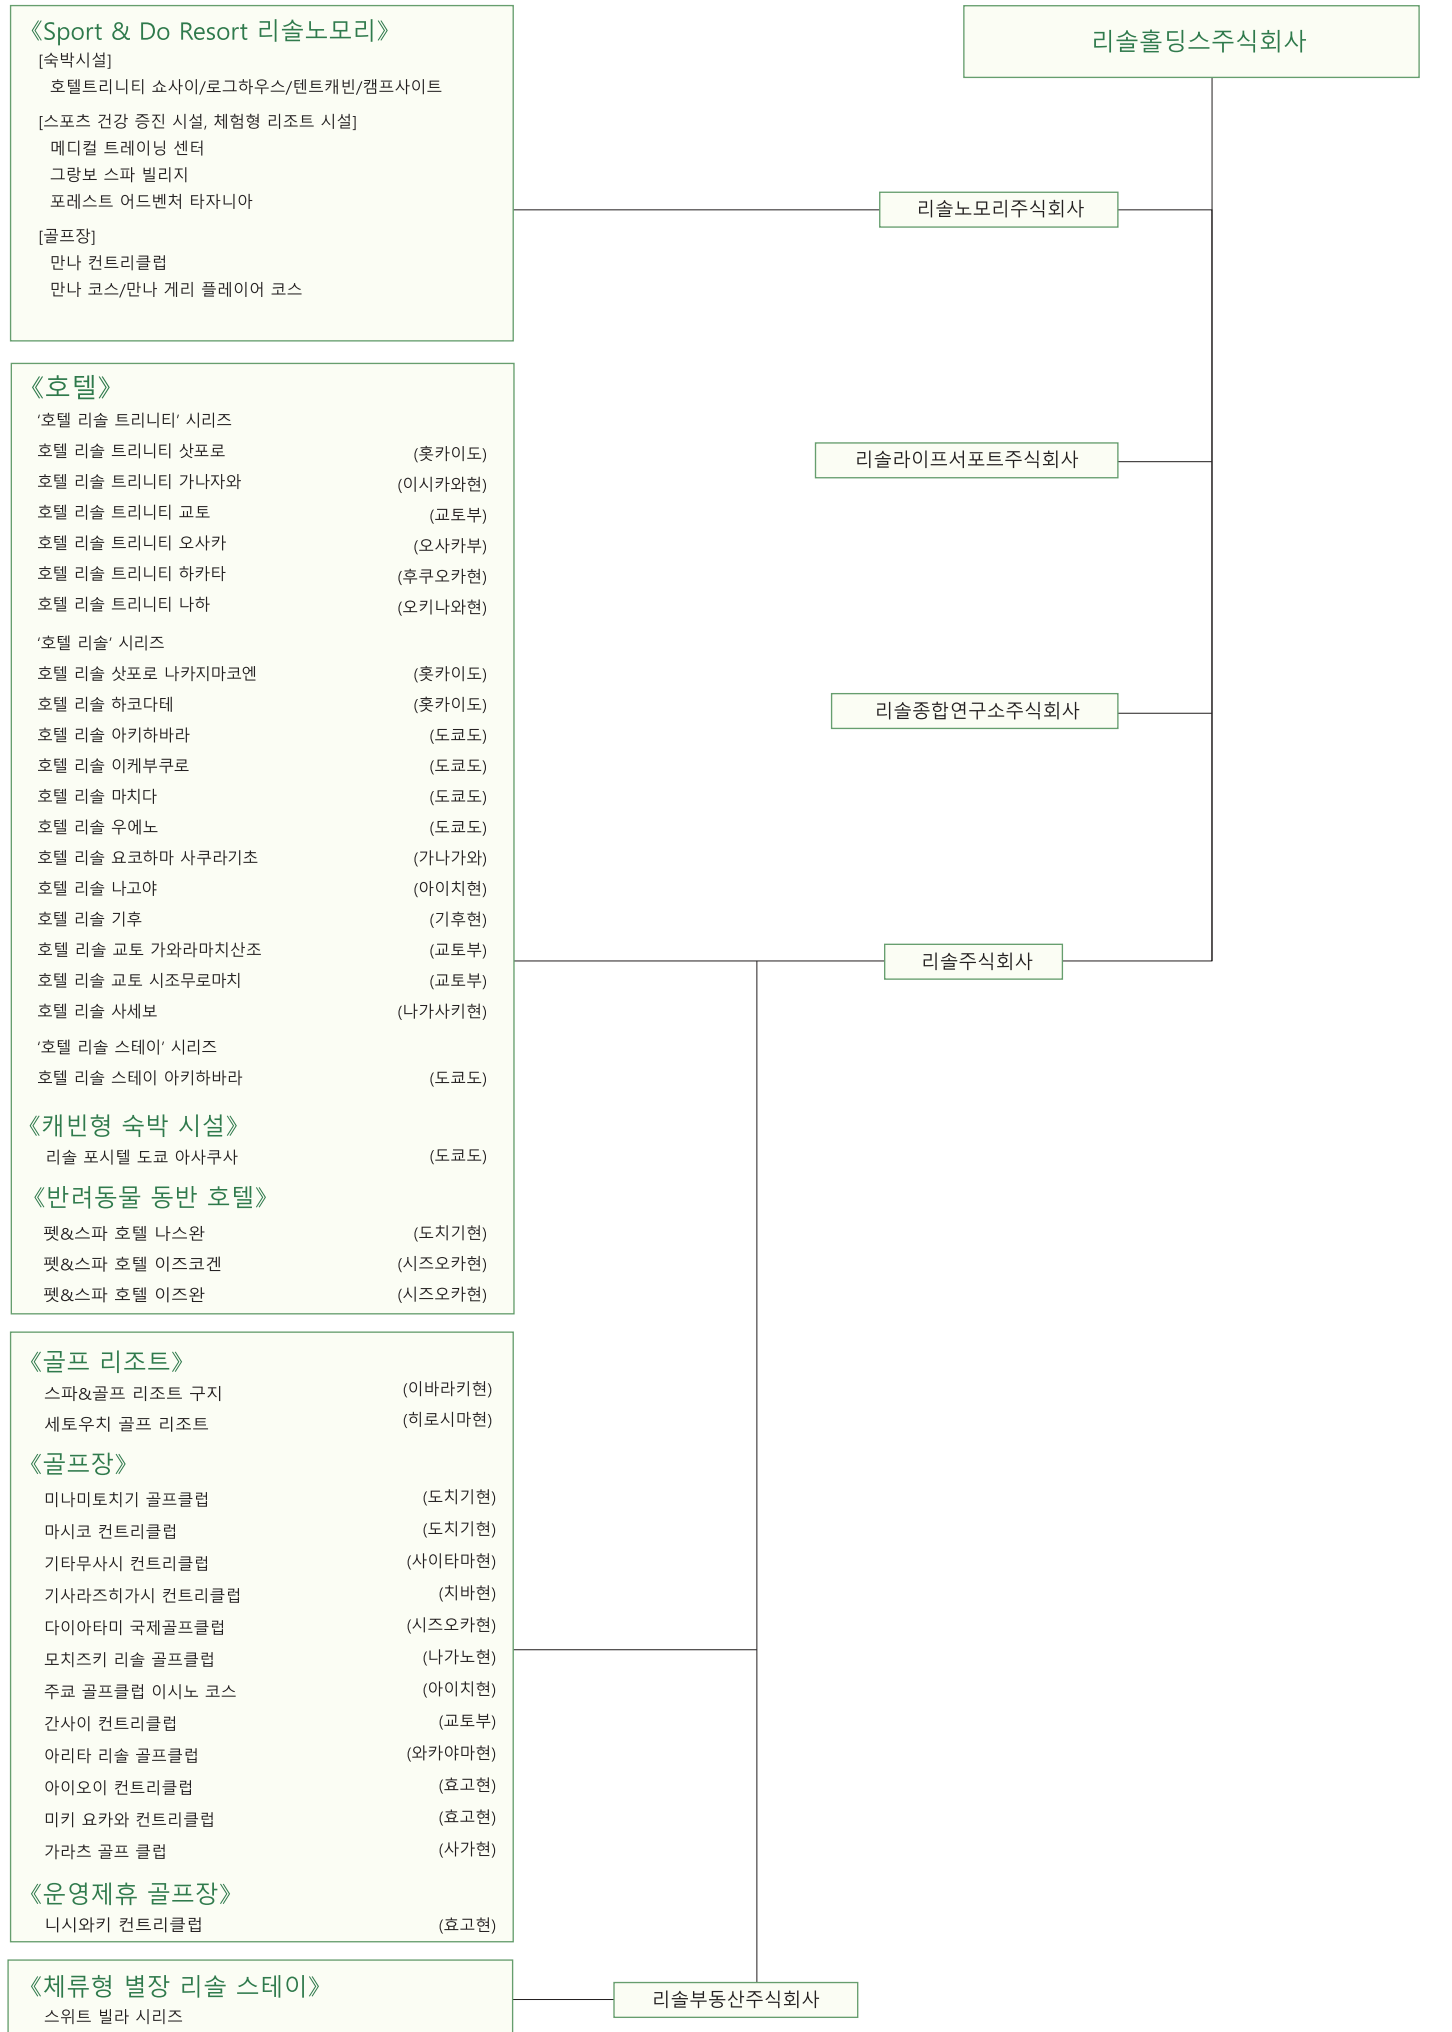 《Sport & Do Resort 리솔노모리》
[숙박시설]
호텔트리니티 쇼사이/로그하우스/텐트캐빈/캠프사이트
[스포츠 건강 증진 시설, 체험형 리조트 시설]
메디컬 트레이닝 센터
그랑보 스파 빌리지
포레스트 어드벤처 타자니아
[골프장]
만나 컨트리클럽
만나 코스/만나 게리 플레이어 코스
리솔홀딩스주식회사
리솔노모리주식회사
리솔라이프서포트주식회사
리솔종합연구소주식회사
리솔주식회사
《호텔》
‘호텔 리솔 트리니티’ 시리즈
호텔 리솔 트리니티 삿포로 (홋카이도)
호텔 리솔 트리니티 가나자와 (이시카와현)
호텔 리솔 트리니티 교토 (교토부)
호텔 리솔 트리니티 오사카 (오사카부)
호텔 리솔 트리니티 하카타 (후쿠오카현)
호텔 리솔 트리니티 나하 (오키나와현)
‘호텔 리솔’ 시리즈
호텔 리솔 삿포로 나카지마코엔 (홋카이도)
호텔 리솔 하코다테 (홋카이도)
호텔 리솔 아키하바라 (도쿄도)
호텔 리솔 이케부쿠로 (도쿄도)
호텔 리솔 마치다 (도쿄도)
호텔 리솔 우에노 (도쿄도)
호텔 리솔 요코하마 사쿠라기초 (가나가와)
호텔 리솔 나고야 (아이치현)
호텔 리솔 기후 (기후현)
호텔 리솔 교토 가와라마치산조 (교토부)
호텔 리솔 교토 시조무로마치 (교토부)
호텔 리솔 사세보 (나가사키현)
‘호텔 리솔 스테이’ 시리즈
호텔 리솔 스테이 아키하바라 (도쿄도)
《캐빈형 숙박 시설》
리솔 포시텔 도쿄 아사쿠사 (도쿄도)
《반려동물 동반 호텔》
펫&스파 호텔 나스완 (도치기현)
펫&스파 호텔 이즈코겐 (시즈오카현)
펫&스파 호텔 이즈완 (시즈오카현)
《골프 리조트》
스파&골프 리조트 구지 (이바라키현)
세토우치 골프 리조트 (히로시마현)
《골프장》
미나미토치기 골프클럽 (도치기현)
마시코 컨트리클럽 (도치기현)
기타무사시 컨트리클럽 (사이타마현)
기사라즈히가시 컨트리클럽 (치바현)
다이아타미 국제골프클럽 (시즈오카현)
모치즈키 리솔 골프클럽 (나가노현)
주쿄 골프클럽 이시노 코스 (아이치현)
간사이 컨트리클럽 (교토부)
아리타 리솔 골프클럽 (와카야마현)
아이오이 컨트리클럽 (효고현)
미키 요카와 컨트리클럽 (효고현)
가라츠 골프 클럽 (사가현)
《운영제휴 골프장》
니시와키 컨트리클럽 (효고현)
《체류형 별장 리솔 스테이》
스위트 빌라 시리즈
리솔부동산주식회사